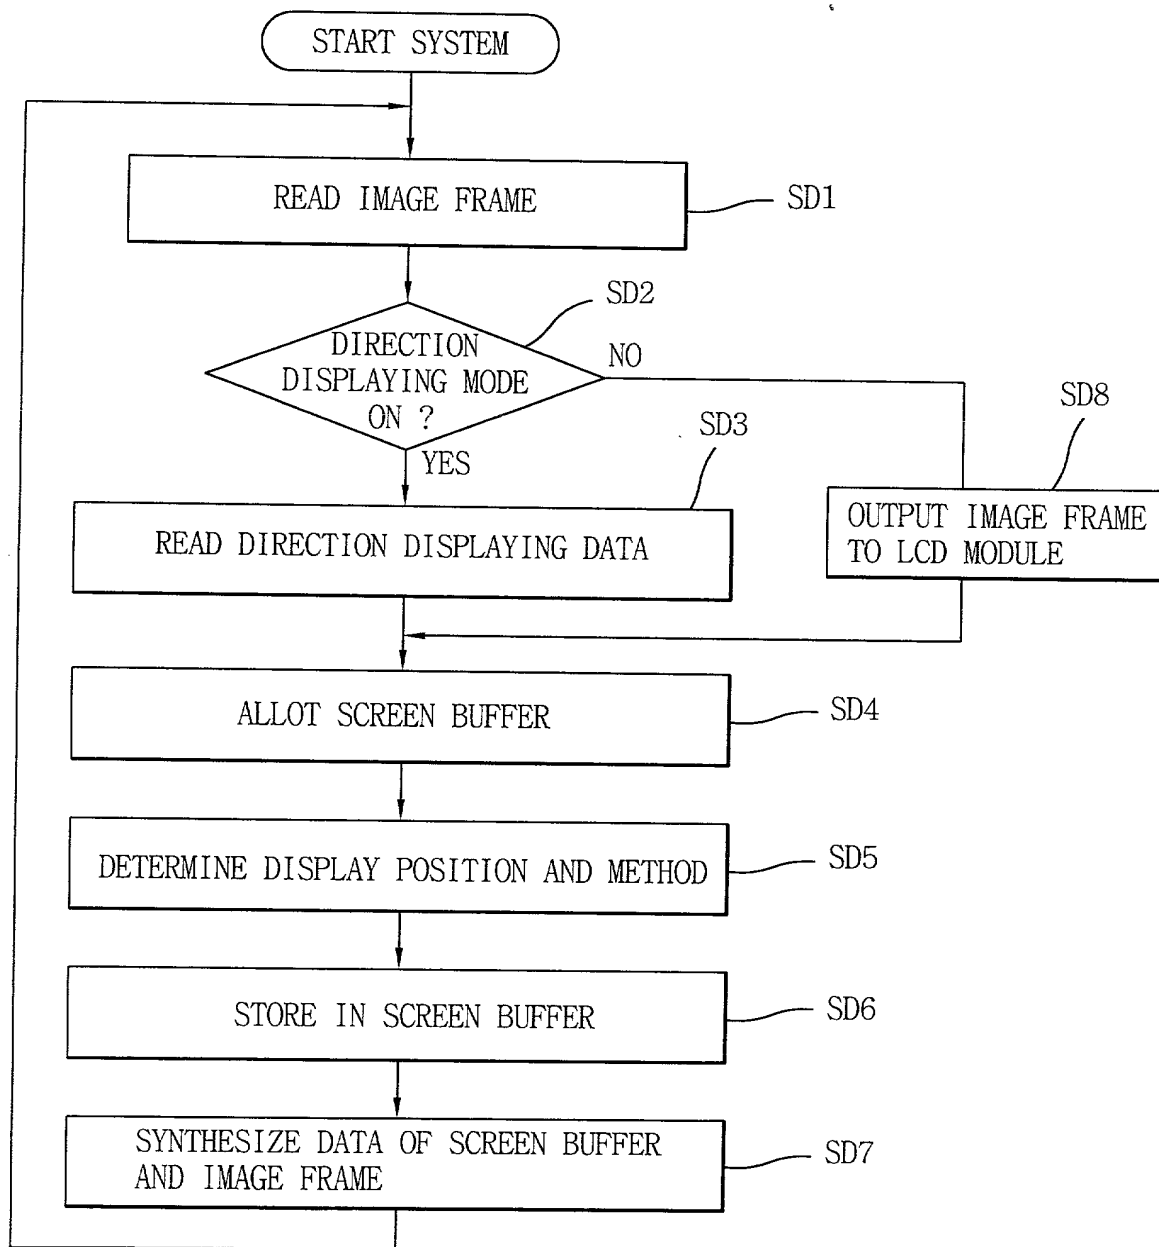 START SYSTEM
READ IMAGE FRAME
SD1
SD2
DIRECTION
DISPLAYING MODE
ON ?
NO
YES
SD3
SD8
READ DIRECTION DISPLAYING DATA
OUTPUT IMAGE FRAME
TO LCD MODULE
ALLOT SCREEN BUFFER
SD4
DETERMINE DISPLAY POSITION AND METHOD
SD5
STORE IN SCREEN BUFFER
SD6
SYNTHESIZE DATA OF SCREEN BUFFER
AND IMAGE FRAME
SD7